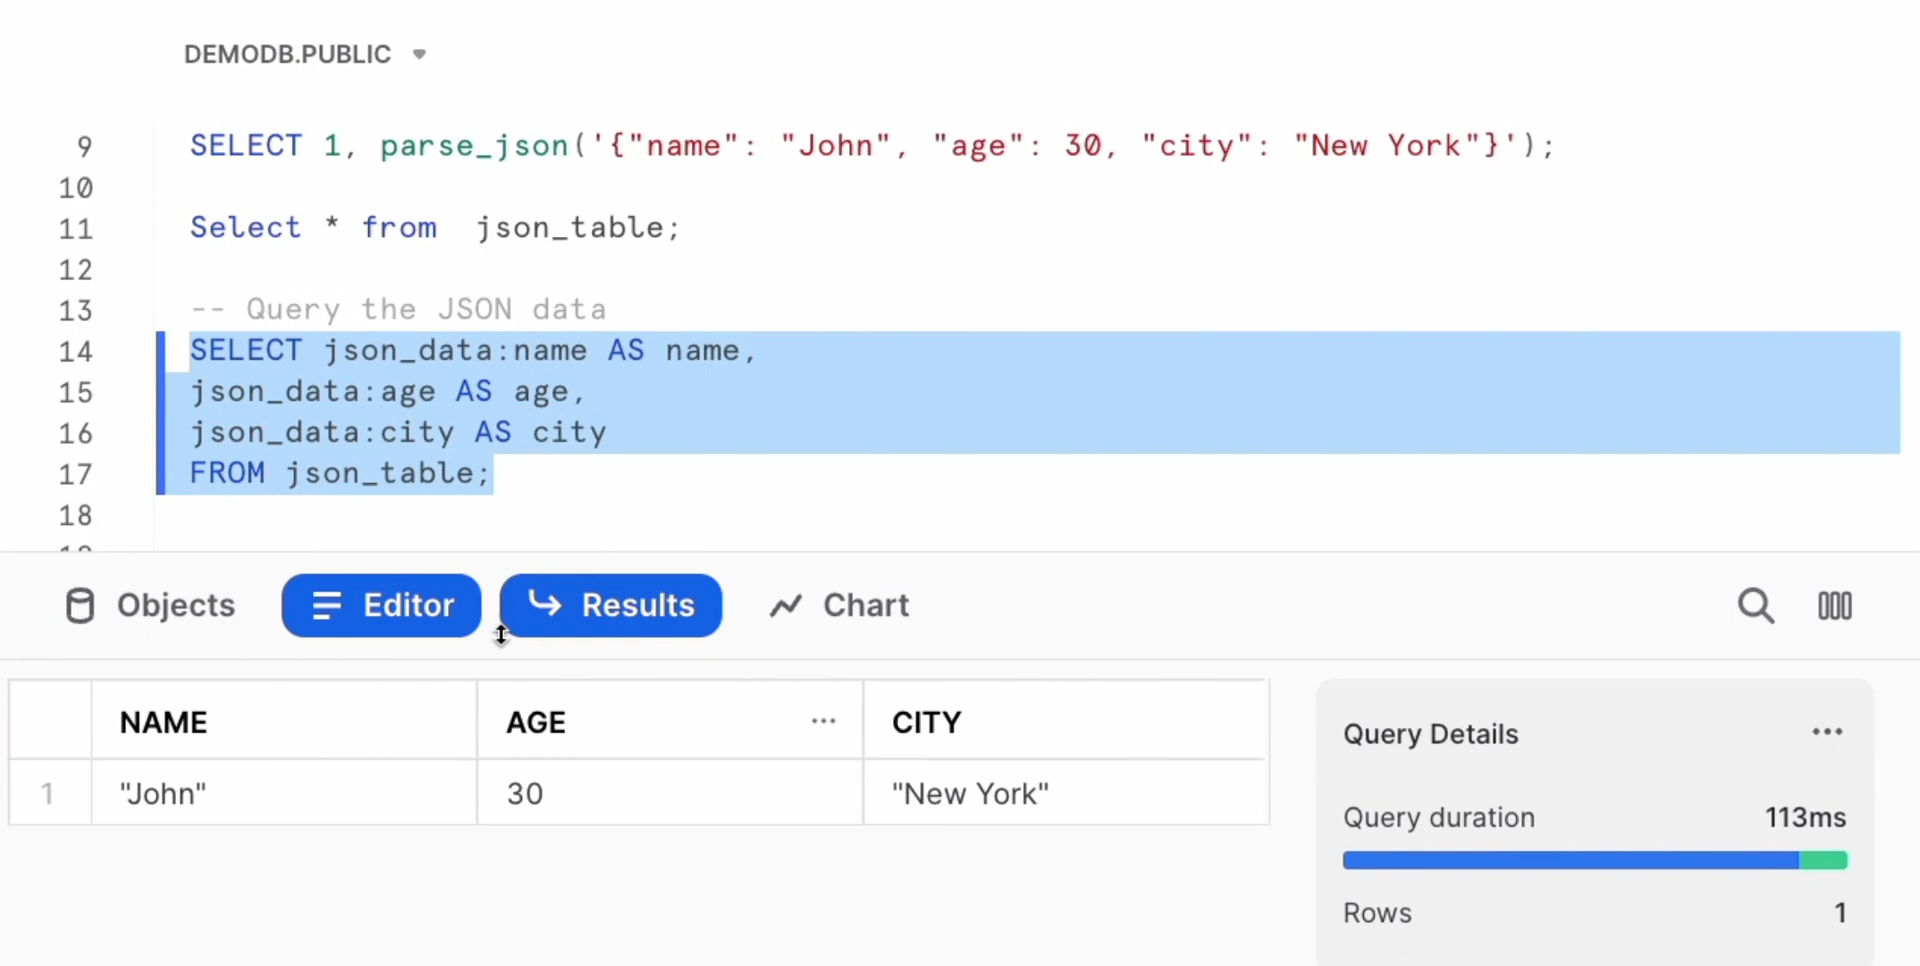 DEMODB.PUBLIC
9 SELECT 1, parse_json('{"name": "John", "age": 30, "city": "New York"}');
10
11 Select * from  json_table;
12
13 -- Query the JSON data
14 SELECT json_data:name AS name,
15 json_data:age AS age,
16 json_data:city AS city
17 FROM json_table;
18
Objects Editor Results Chart
NAME AGE ... CITY
1 "John" 30 "New York"
Query Details ...
Query duration 113ms
Rows 1